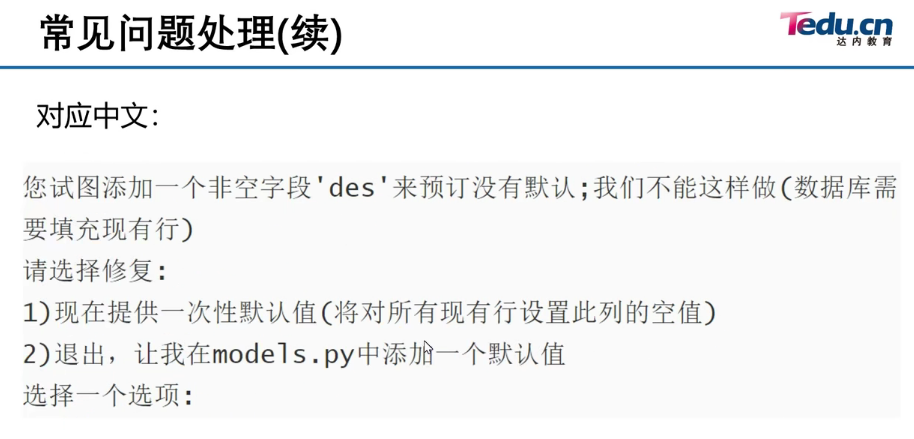 常见问题处理(续)
Tedu.cn
达内教育
对应中文：
您试图添加一个非空字段'des'来预订没有默认;我们不能这样做(数据库需
要填充现有行)
请选择修复:
1)现在提供一次性默认值(将对所有现有行设置此列的空值)
2)退出，让我在models.py中添加一个默认值
选择一个选项: